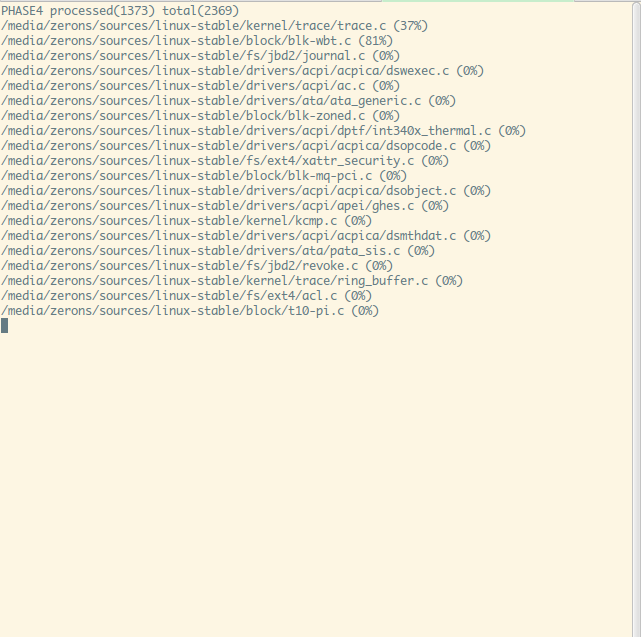 PHASE4 processed(1373) total(2369)
/media/zerons/sources/linux-stable/kernel/trace/trace.c (37%)
/media/zerons/sources/linux-stable/block/blk-wbt.c (81%)
/media/zerons/sources/linux-stable/fs/jbd2/journal.c (0%)
/media/zerons/sources/linux-stable/drivers/acpi/acpica/dswexec.c (0%)
/media/zerons/sources/linux-stable/drivers/acpi/ac.c (0%)
/media/zerons/sources/linux-stable/drivers/ata/ata_generic.c (0%)
/media/zerons/sources/linux-stable/block/blk-zoned.c (0%)
/media/zerons/sources/linux-stable/drivers/acpi/dptf/int340x_thermal.c (0%)
/media/zerons/sources/linux-stable/drivers/acpi/acpica/dsopcode.c (0%)
/media/zerons/sources/linux-stable/fs/ext4/xattr_security.c (0%)
/media/zerons/sources/linux-stable/block/blk-mq-pci.c (0%)
/media/zerons/sources/linux-stable/drivers/acpi/acpica/dsobject.c (0%)
/media/zerons/sources/linux-stable/drivers/acpi/apei/ghes.c (0%)
/media/zerons/sources/linux-stable/kernel/kcmp.c (0%)
/media/zerons/sources/linux-stable/drivers/acpi/acpica/dsmthdat.c (0%)
/media/zerons/sources/linux-stable/drivers/ata/pata_sis.c (0%)
/media/zerons/sources/linux-stable/fs/jbd2/revoke.c (0%)
/media/zerons/sources/linux-stable/kernel/trace/ring_buffer.c (0%)
/media/zerons/sources/linux-stable/fs/ext4/acl.c (0%)
/media/zerons/sources/linux-stable/block/t10-pi.c (0%)